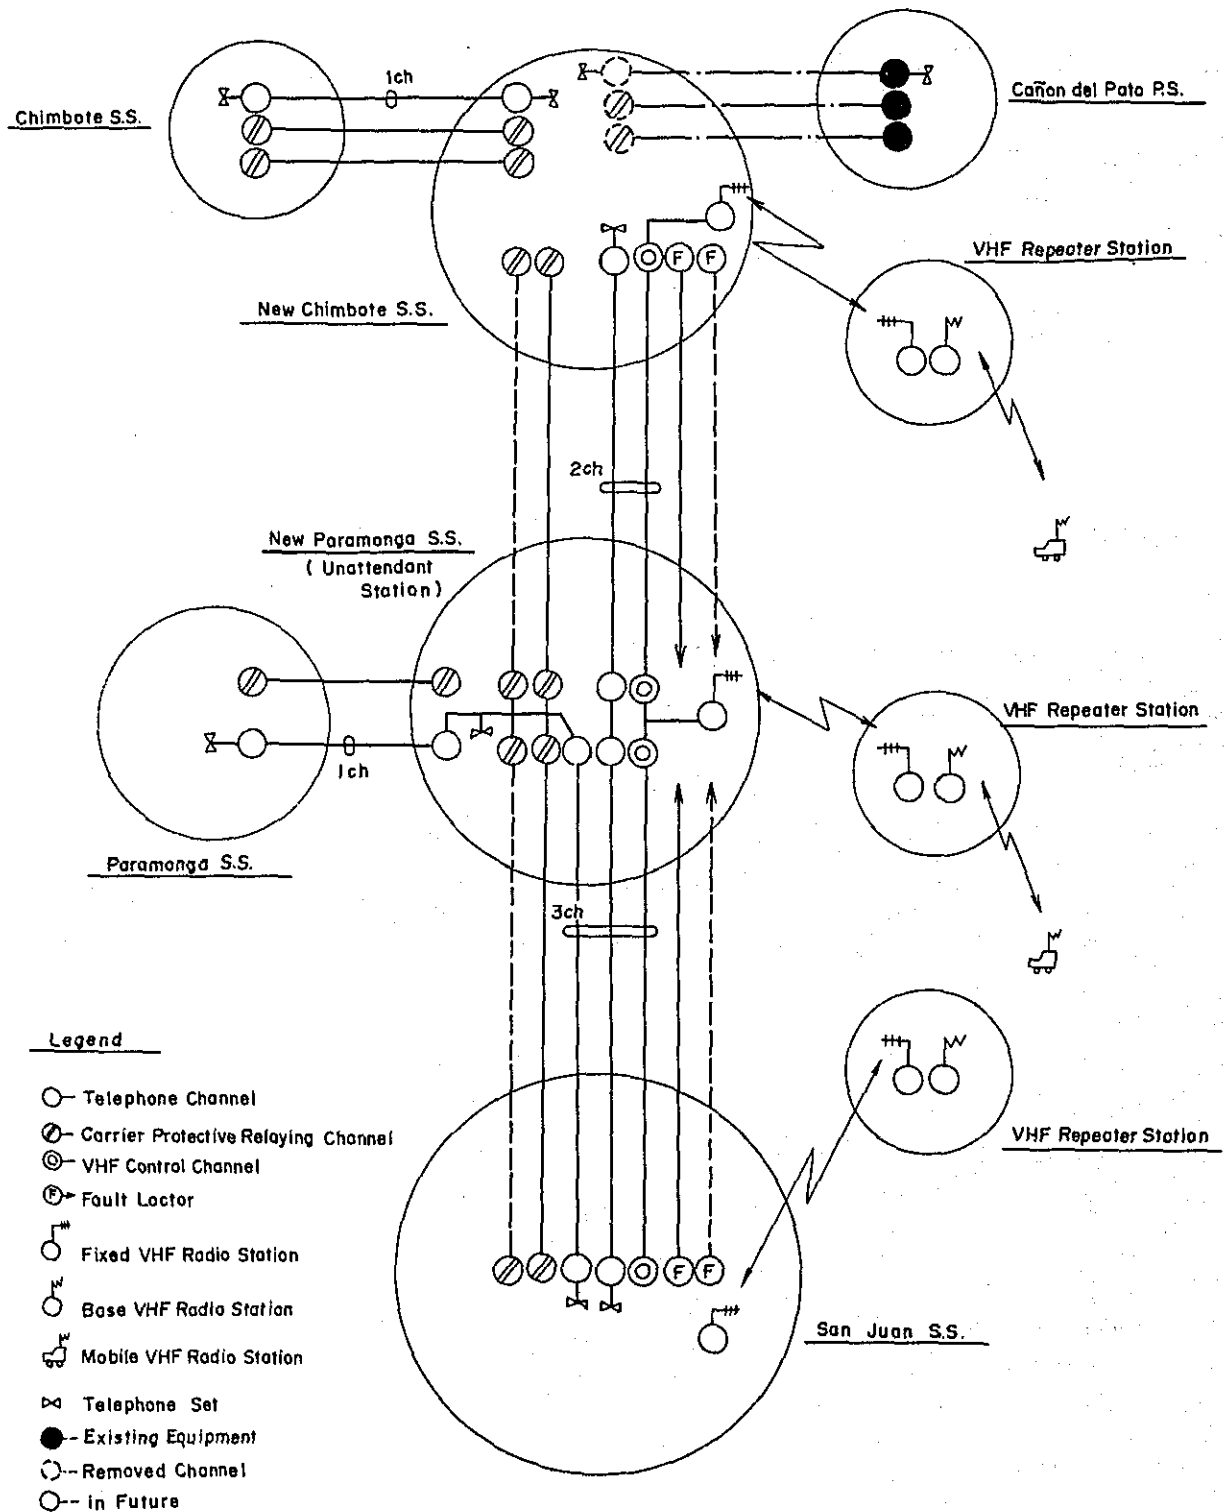 1ch
Chimbote S.S.
Cañon del Pato P.S.
VHF Repeater Station
F F
New Chimbote S.S.
2ch
New Paramonga S.S.
( Unattendant
Station )
VHF Repeater Station
1ch
Paramonga S.S.
3ch
Legend
Telephone Channel
Carrier Protective Relaying Channel
VHF Control Channel
F Fault Lactor
Fixed VHF Radio Station
Base VHF Radio Station
Mobile VHF Radio Station
Telephone Set
Existing Equipment
Removed Channel
In Future
VHF Repeater Station
F F
San Juan S.S.